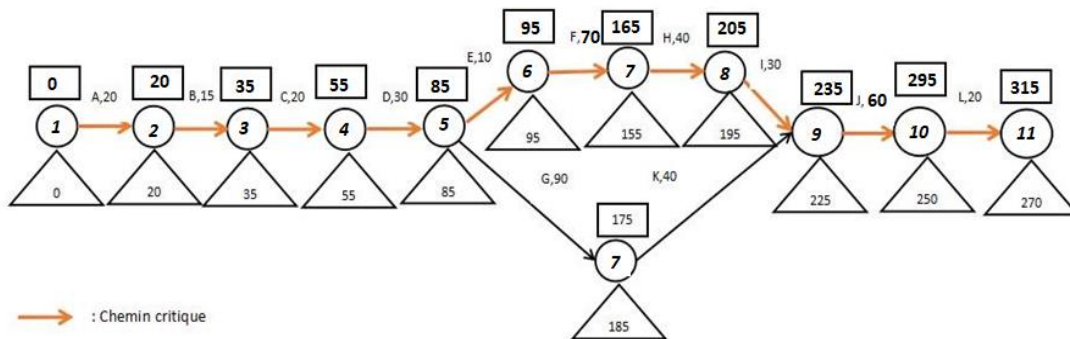 95 165 205
E,10 F,70 H,40 I,30
6 7 8
0 20 35 55 85 235 295 315
A,20 B,15 C,20 D,30 J, 60 L,20
1 2 3 4 5 9 10 11
95 155 195
0 20 35 55 85 225 250 270
G,90 K,40
175
7
185
: Chemin critique